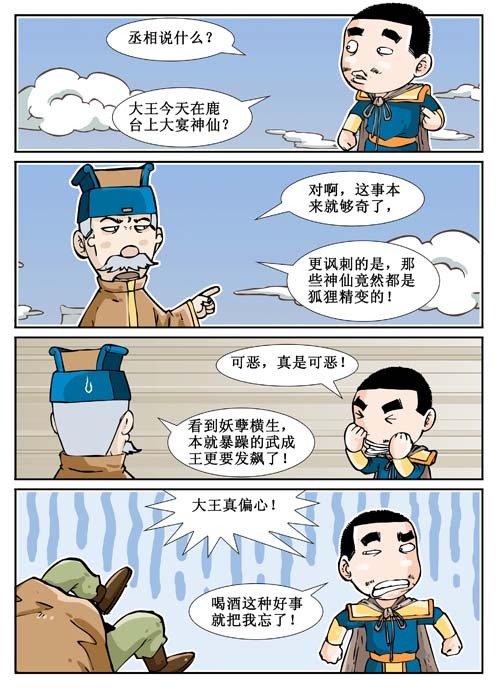 丞相说什么？
大王今天在鹿
台上大宴神仙？
对啊，这事本
来就够奇了，
更讽刺的是，那
些神仙竟然都是
狐狸精变的！
可恶，真是可恶！
看到妖孽横生，
本就暴躁的武成
王更要发飙了！
大王真偏心！
喝酒这种好事
就把我忘了！